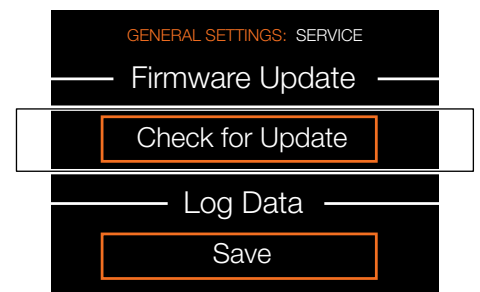 GENERAL SETTINGS: SERVICE
Firmware Update
Check for Update
Log Data
Save